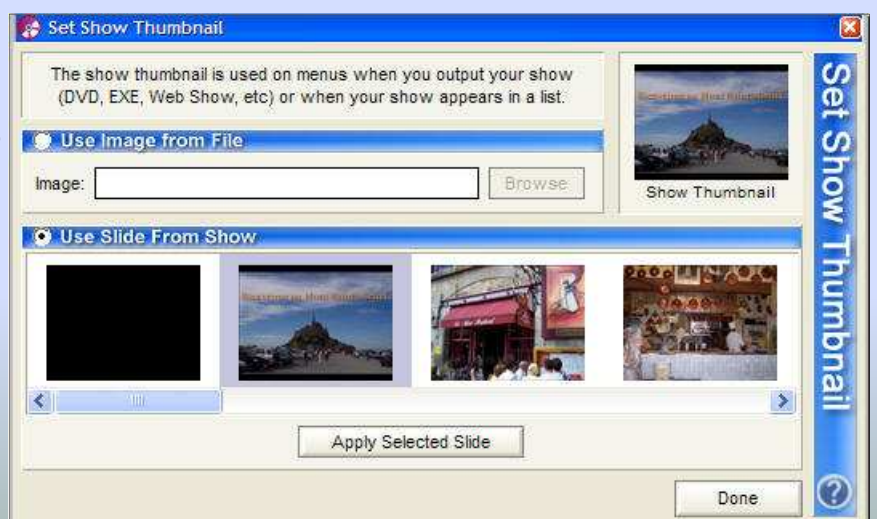 Set Show Thumbnail
The show thumbnail is used on menus when you output your show
(DVD, EXE, Web Show, etc) or when your show appears in a list.
Use Image from File
Image:
Browse
Show Thumbnail
Use Slide From Show
Apply Selected Slide
Done
Set Show Thumbnail
?